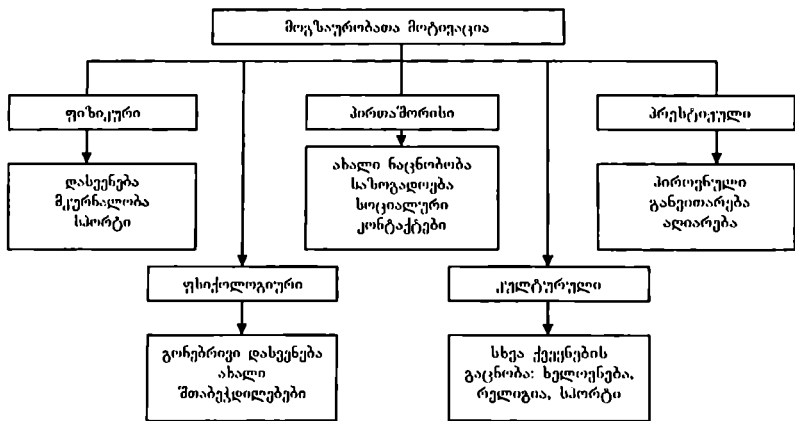 მოგზაურობათა მოტივაცია
ფიზიკური
პირთაშორისი
პრესტიჟული
დასვენება
მკურნალობა
სპორტი
ახალი ნაცნობობა
საზოგადოება
სოციალური
კონტაქტები
პიროვნული
განვითარება
აღიარება
ფსიქოლოგიური
კულტურული
გონებრივი დასვენება
ახალი
შთაბეჭდილებები
სხვა ქვეყნების
გაცნობა: ხელოვნება,
რელიგია, სპორტი